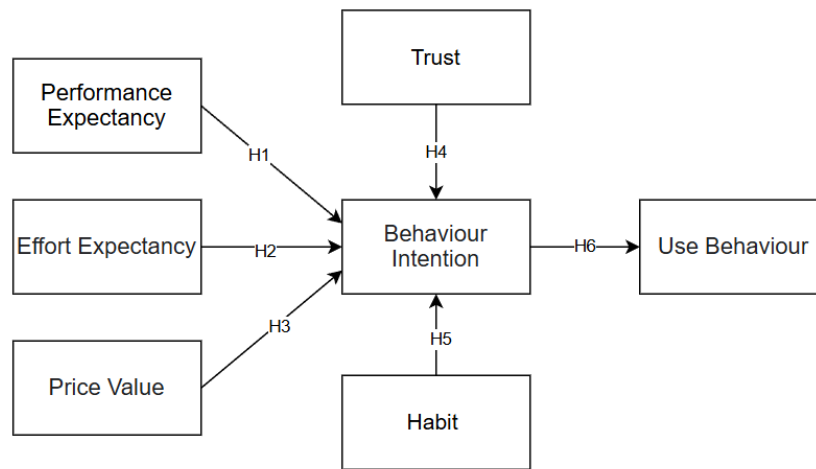 Trust
Performance
Expectancy
H1
H4
Effort Expectancy
H2
Behaviour
Intention
H6
Use Behaviour
H3
H5
Price Value
Habit